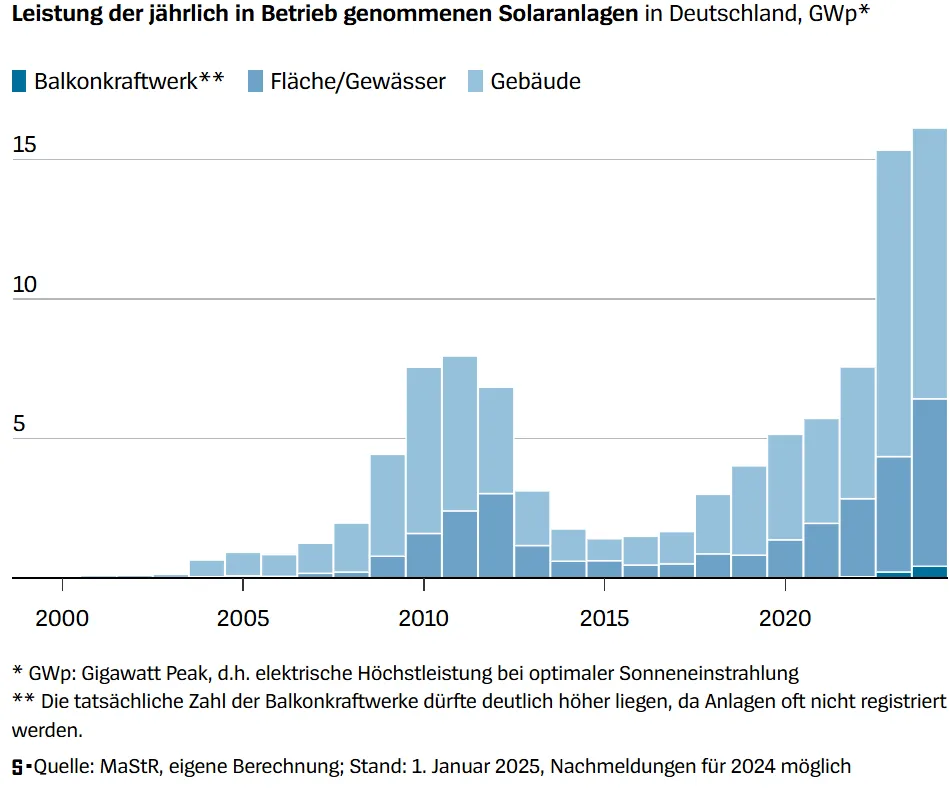 Leistung der jährlich in Betrieb genommenen Solaranlagen in Deutschland, GWp*
Balkonkraftwerk** Fläche/Gewässer Gebäude
15
10
5
2000 2005 2010 2015 2020
* GWp: Gigawatt Peak, d.h. elektrische Höchstleistung bei optimaler Sonneneinstrahlung
** Die tatsächliche Zahl der Balkonkraftwerke dürfte deutlich höher liegen, da Anlagen oft nicht registriert
werden.
S Quelle: MaStR, eigene Berechnung; Stand: 1. Januar 2025, Nachmeldungen für 2024 möglich